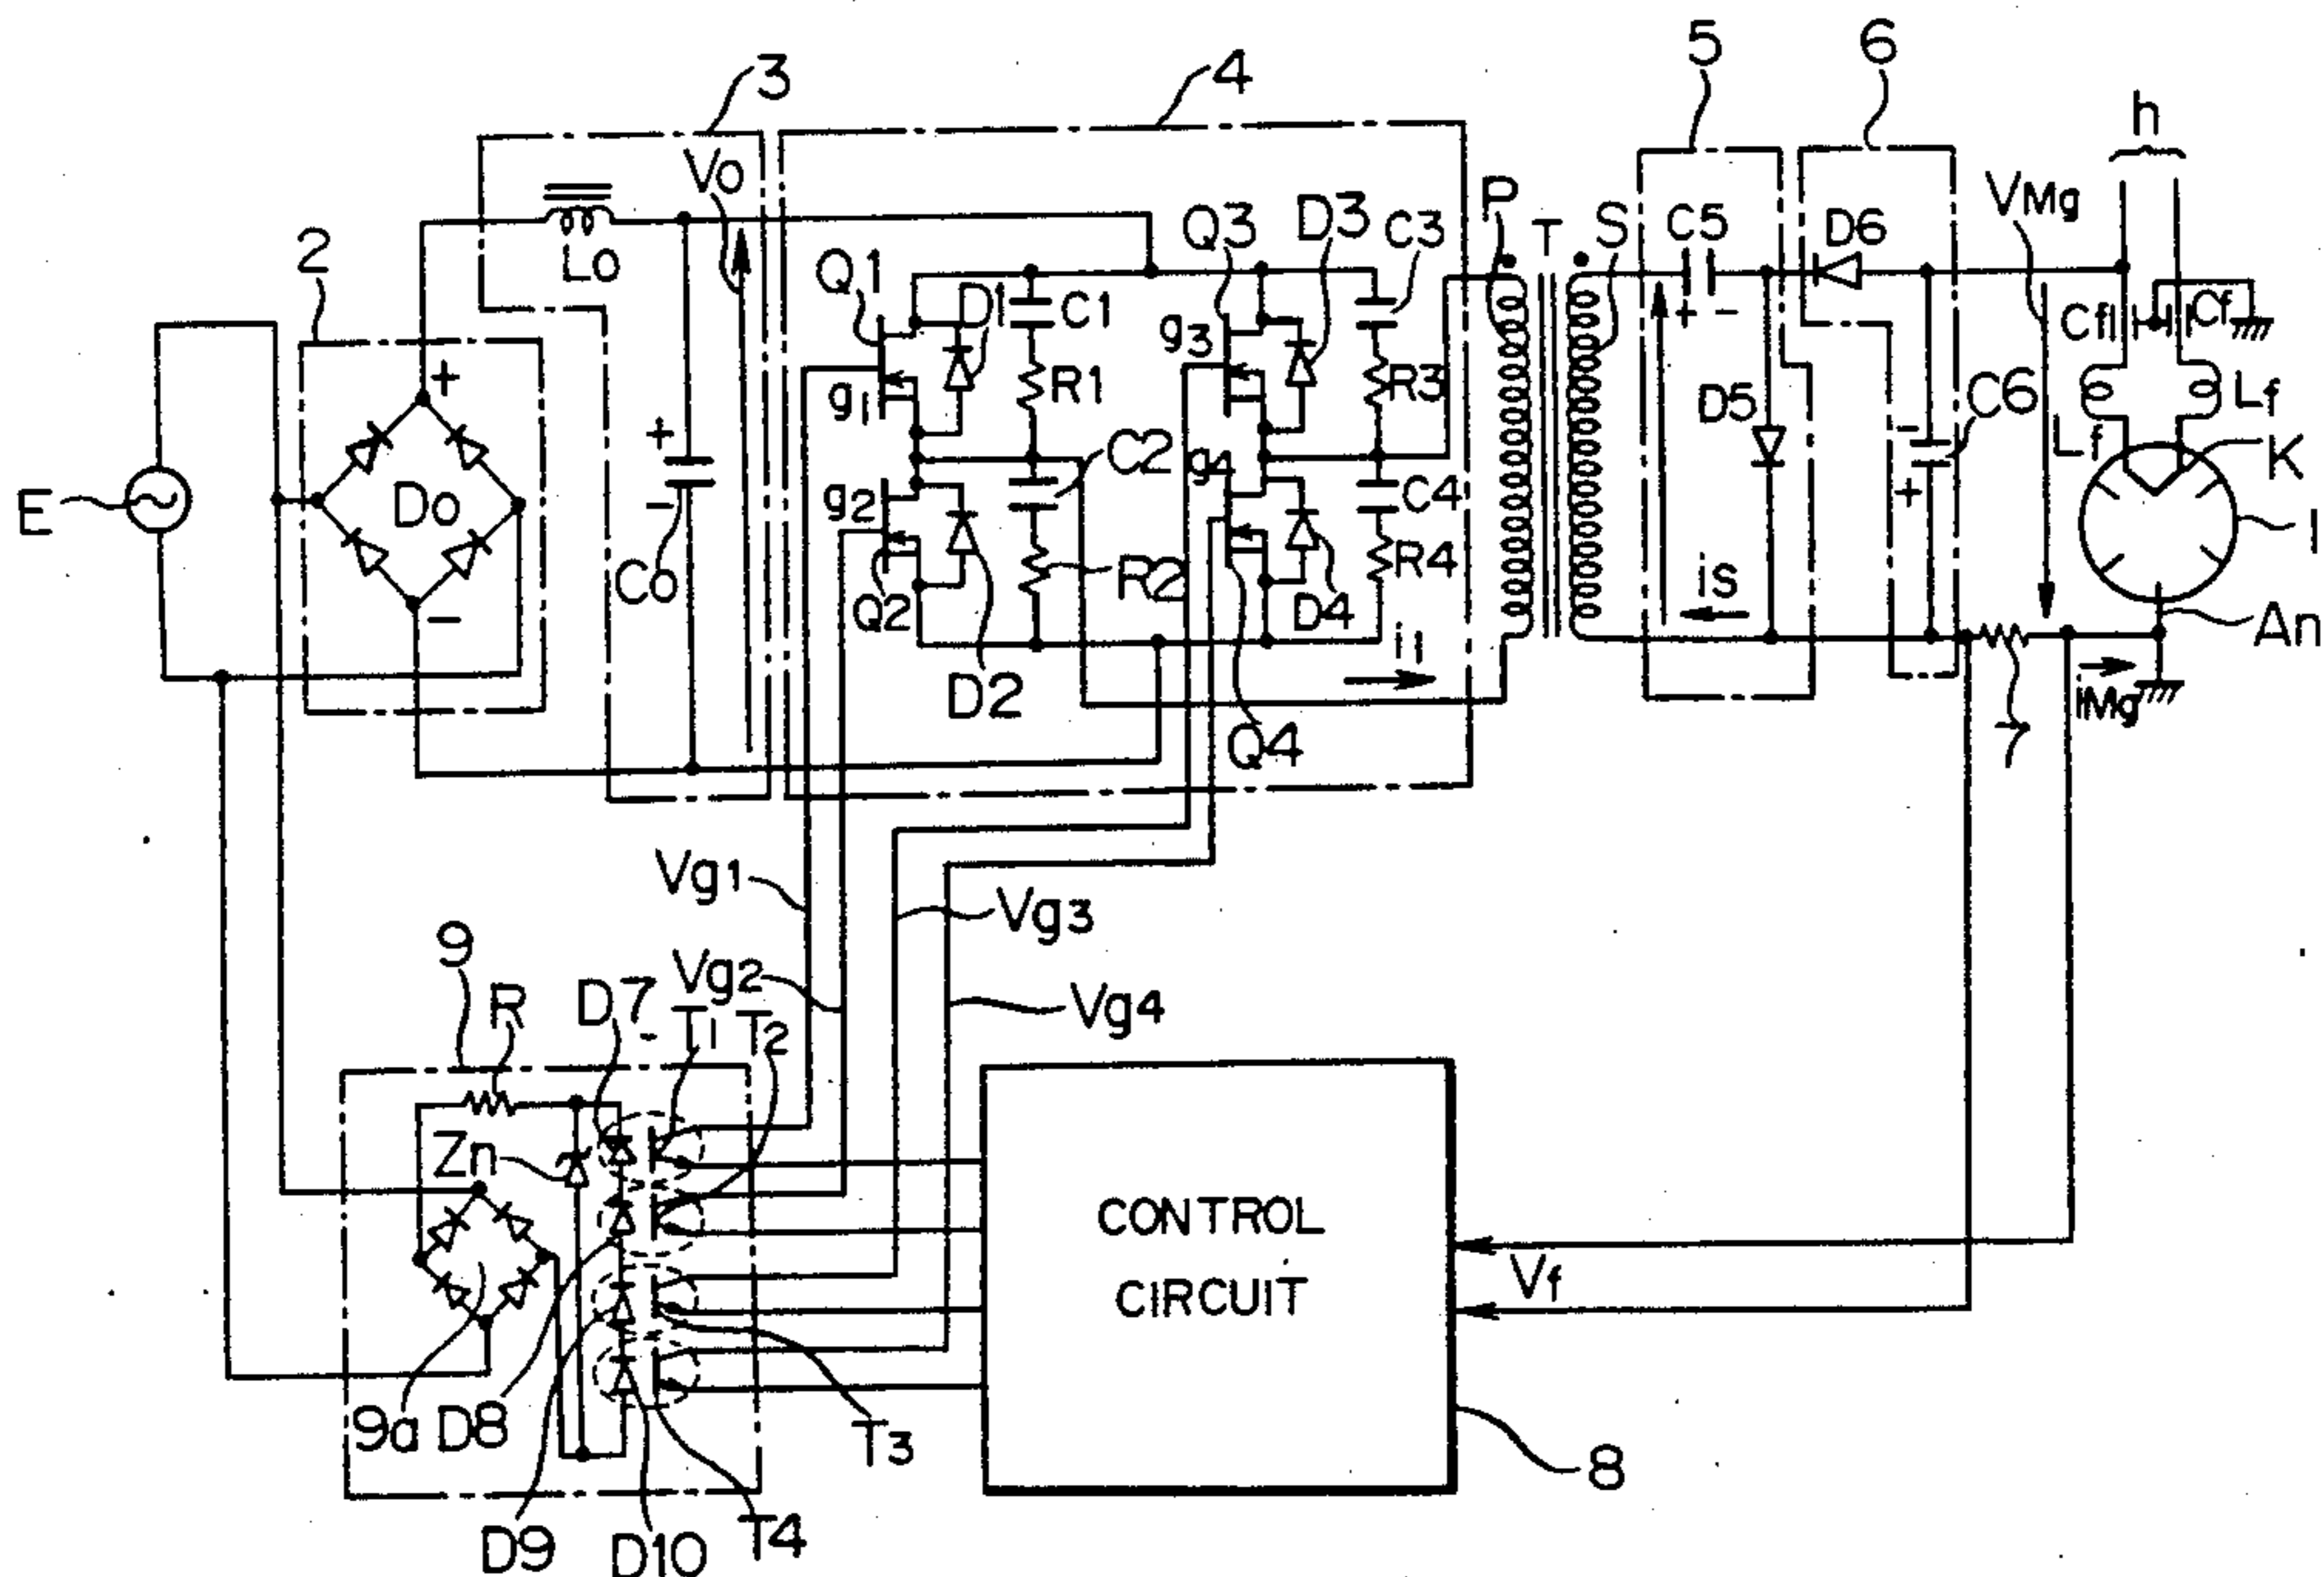 3
4
5
6
h
Vo
2
Lo
Q1
D1
C1
Q3
D3
C3
P
T
S
C5
D6
VMg
+
g1
R1
g3
R3
+ -
Cf
Cf
D5
C6
Lf
Lf
E
Do
+
-
Co
g2
C2
g4
C4
-
+
K
1
Q2
R2
D4
R4
is
An
-
D2
i1
Q4
7
iMg
Vg1
Vg3
9
R
D7
Vg2
T1
T2
Vg4
Zn
CONTROL
CIRCUIT
Vf
9a
D8
T3
8
D9
D10
T4